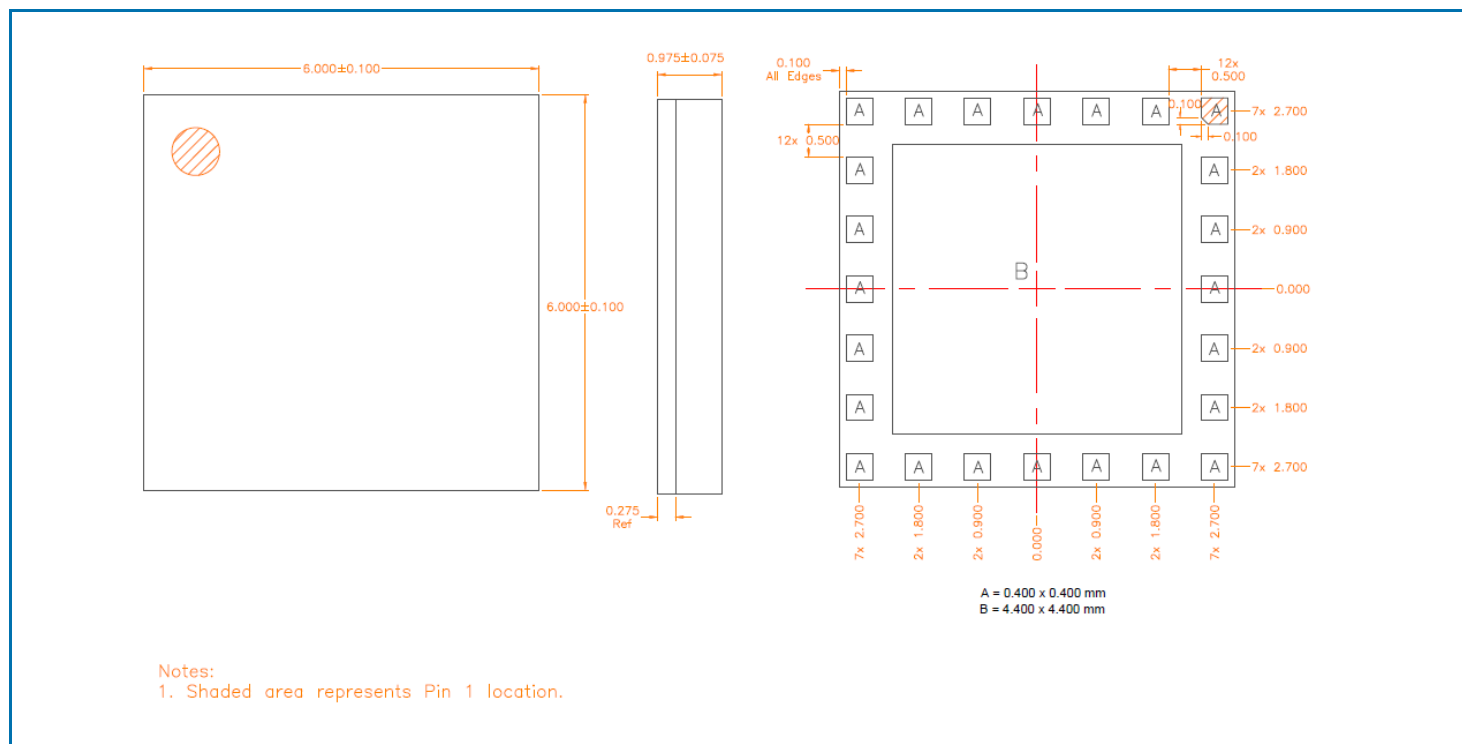 6.000±0.100
6.000±0.100
0.975±0.075
0.275
Ref
0.100
All Edges
12x
0.500
0.100
0.100
12x 0.500
A A A A A A A
7x 2.700
A A
2x 1.800
A A
2x 0.900
B
A A
0.000
A A
2x 0.900
A A
2x 1.800
A A A A A A A
7x 2.700
7x 2.700
2x 1.800
2x 0.900
0.000
2x 0.900
2x 1.800
7x 2.700
A = 0.400 x 0.400 mm
B = 4.400 x 4.400 mm
Notes:
1. Shaded area represents Pin 1 location.